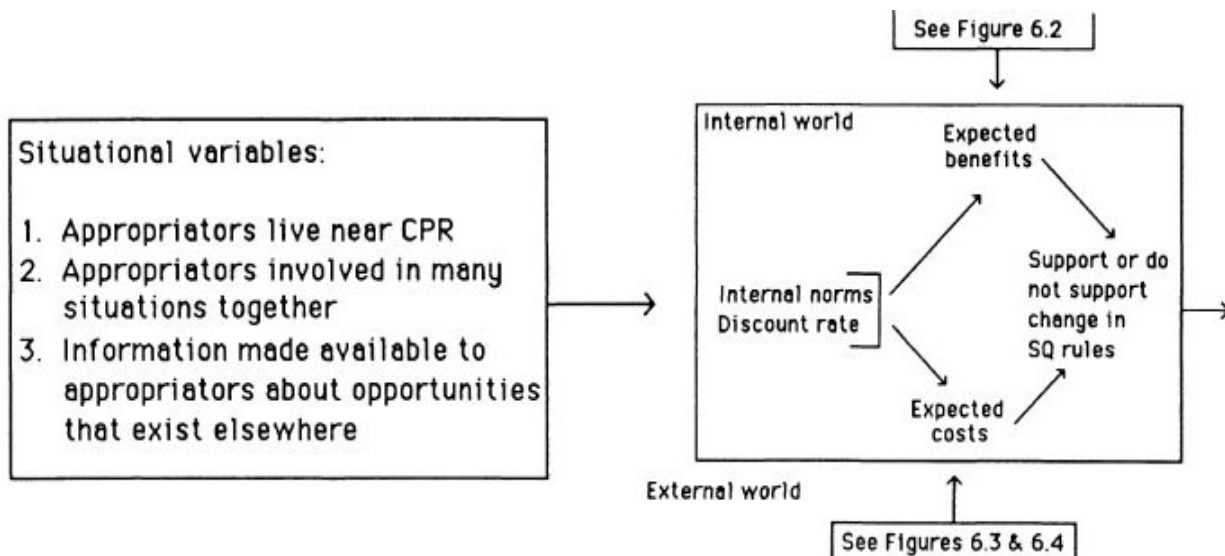 See Figure 6.2
Situational variables:
1. Appropriators live near CPR
2. Appropriators involved in many
situations together
3. Information made available to
appropriators about opportunities
that exist elsewhere
Internal world
Expected
benefits
Internal norms
Discount rate
Support or do
not support
change in
SQ rules
Expected
costs
External world
See Figures 6.3 & 6.4